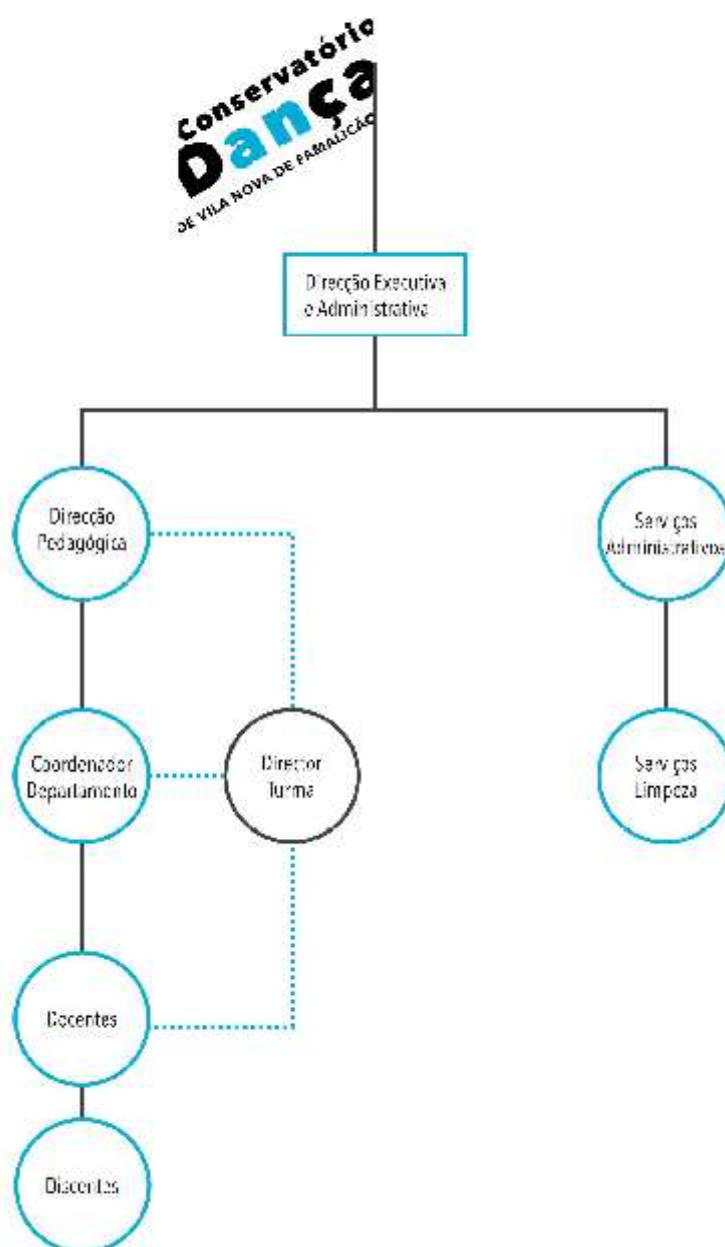 Conservatório
Dança
DE VILA NOVA DE FAMALICÃO
Direcção Executiva
e Administrativa
Direcção
Pedagógica
Serviços
Administrativos
Coordenador
Departamento
Director
Turma
Serviços
Limpeza
Docentes
Discentes